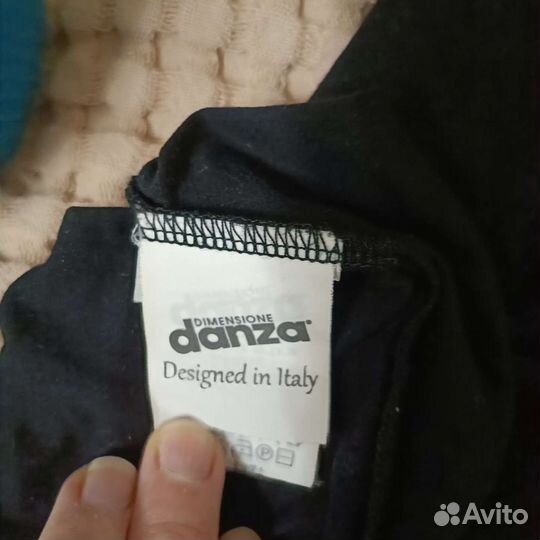 DIMENSIONE
danza®
Designed in Italy
Avito